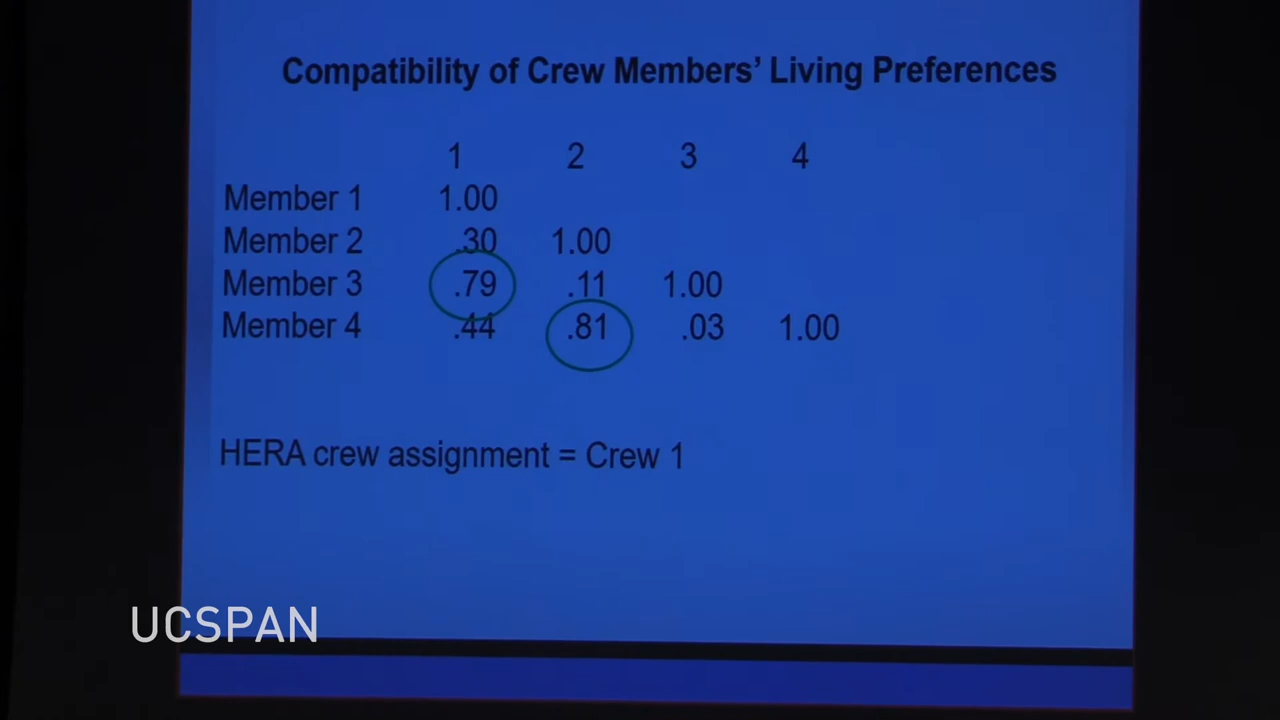 Compatibility of Crew Members’ Living Preferences
1 2 3 4
Member 1 1.00
Member 2 .30 1.00
Member 3 .79 .11 1.00
Member 4 .44 .81 .03 1.00
HERA crew assignment = Crew 1
UCSPAN